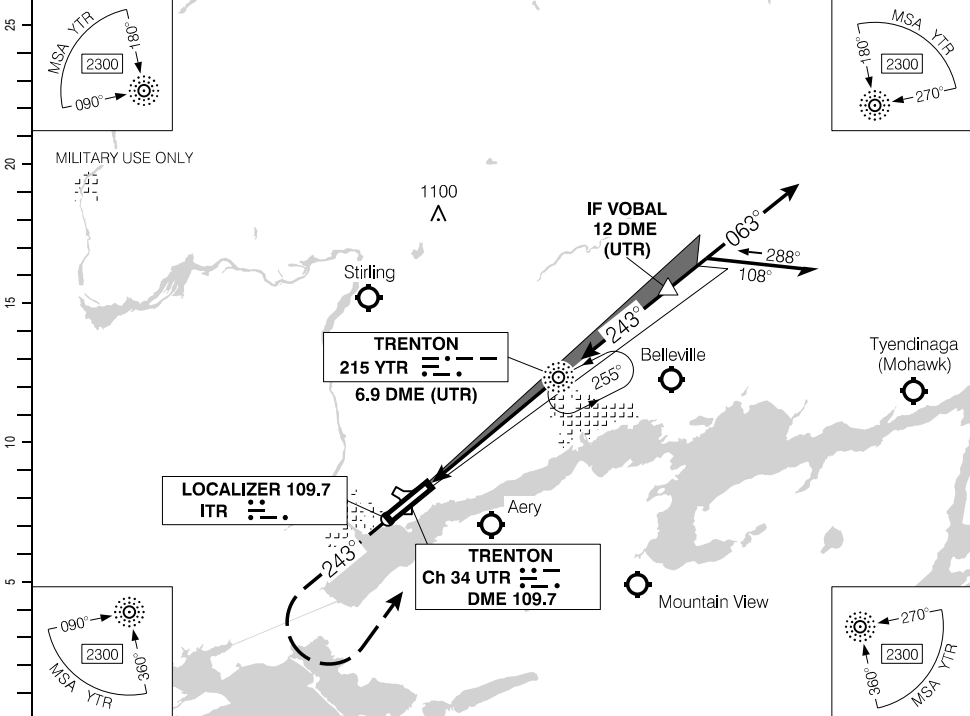 25
20
15
10
5
MSA YTR
180°
2300
090°
MSA YTR
180°
2300
270°
MILITARY USE ONLY
1100
IF VOBAL
12 DME
(UTR)
063°
288°
108°
Stirling
243°
TRENTON
215 YTR
6.9 DME (UTR)
Belleville
255°
Tyendinaga
(Mohawk)
LOCALIZER 109.7
ITR
Aery
243°
TRENTON
Ch 34 UTR
DME 109.7
Mountain View
090°
2300
360°
MSA YTR
270°
2300
360°
MSA YTR